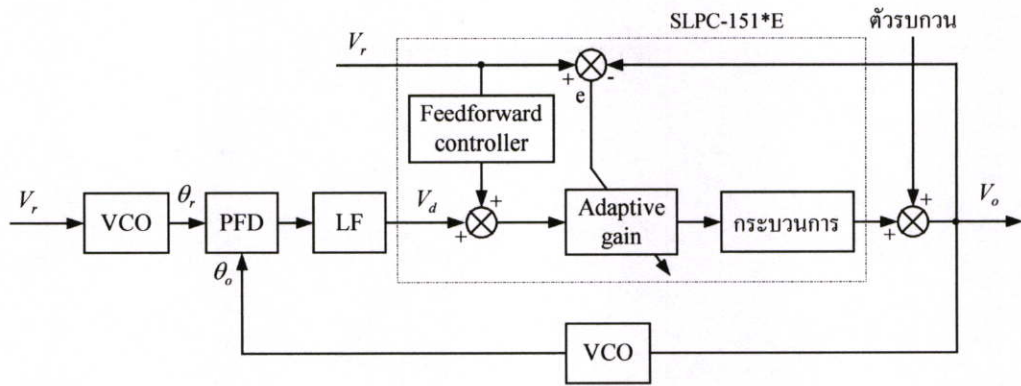 SLPC-151*E
ตัวรบกวน
V_r
+
-
e
Feedforward
controller
+
V_r
VCO
θ_r
PFD
LF
V_d
+
Adaptive
gain
กระบวนการ
+
+
V_o
θ_o
VCO